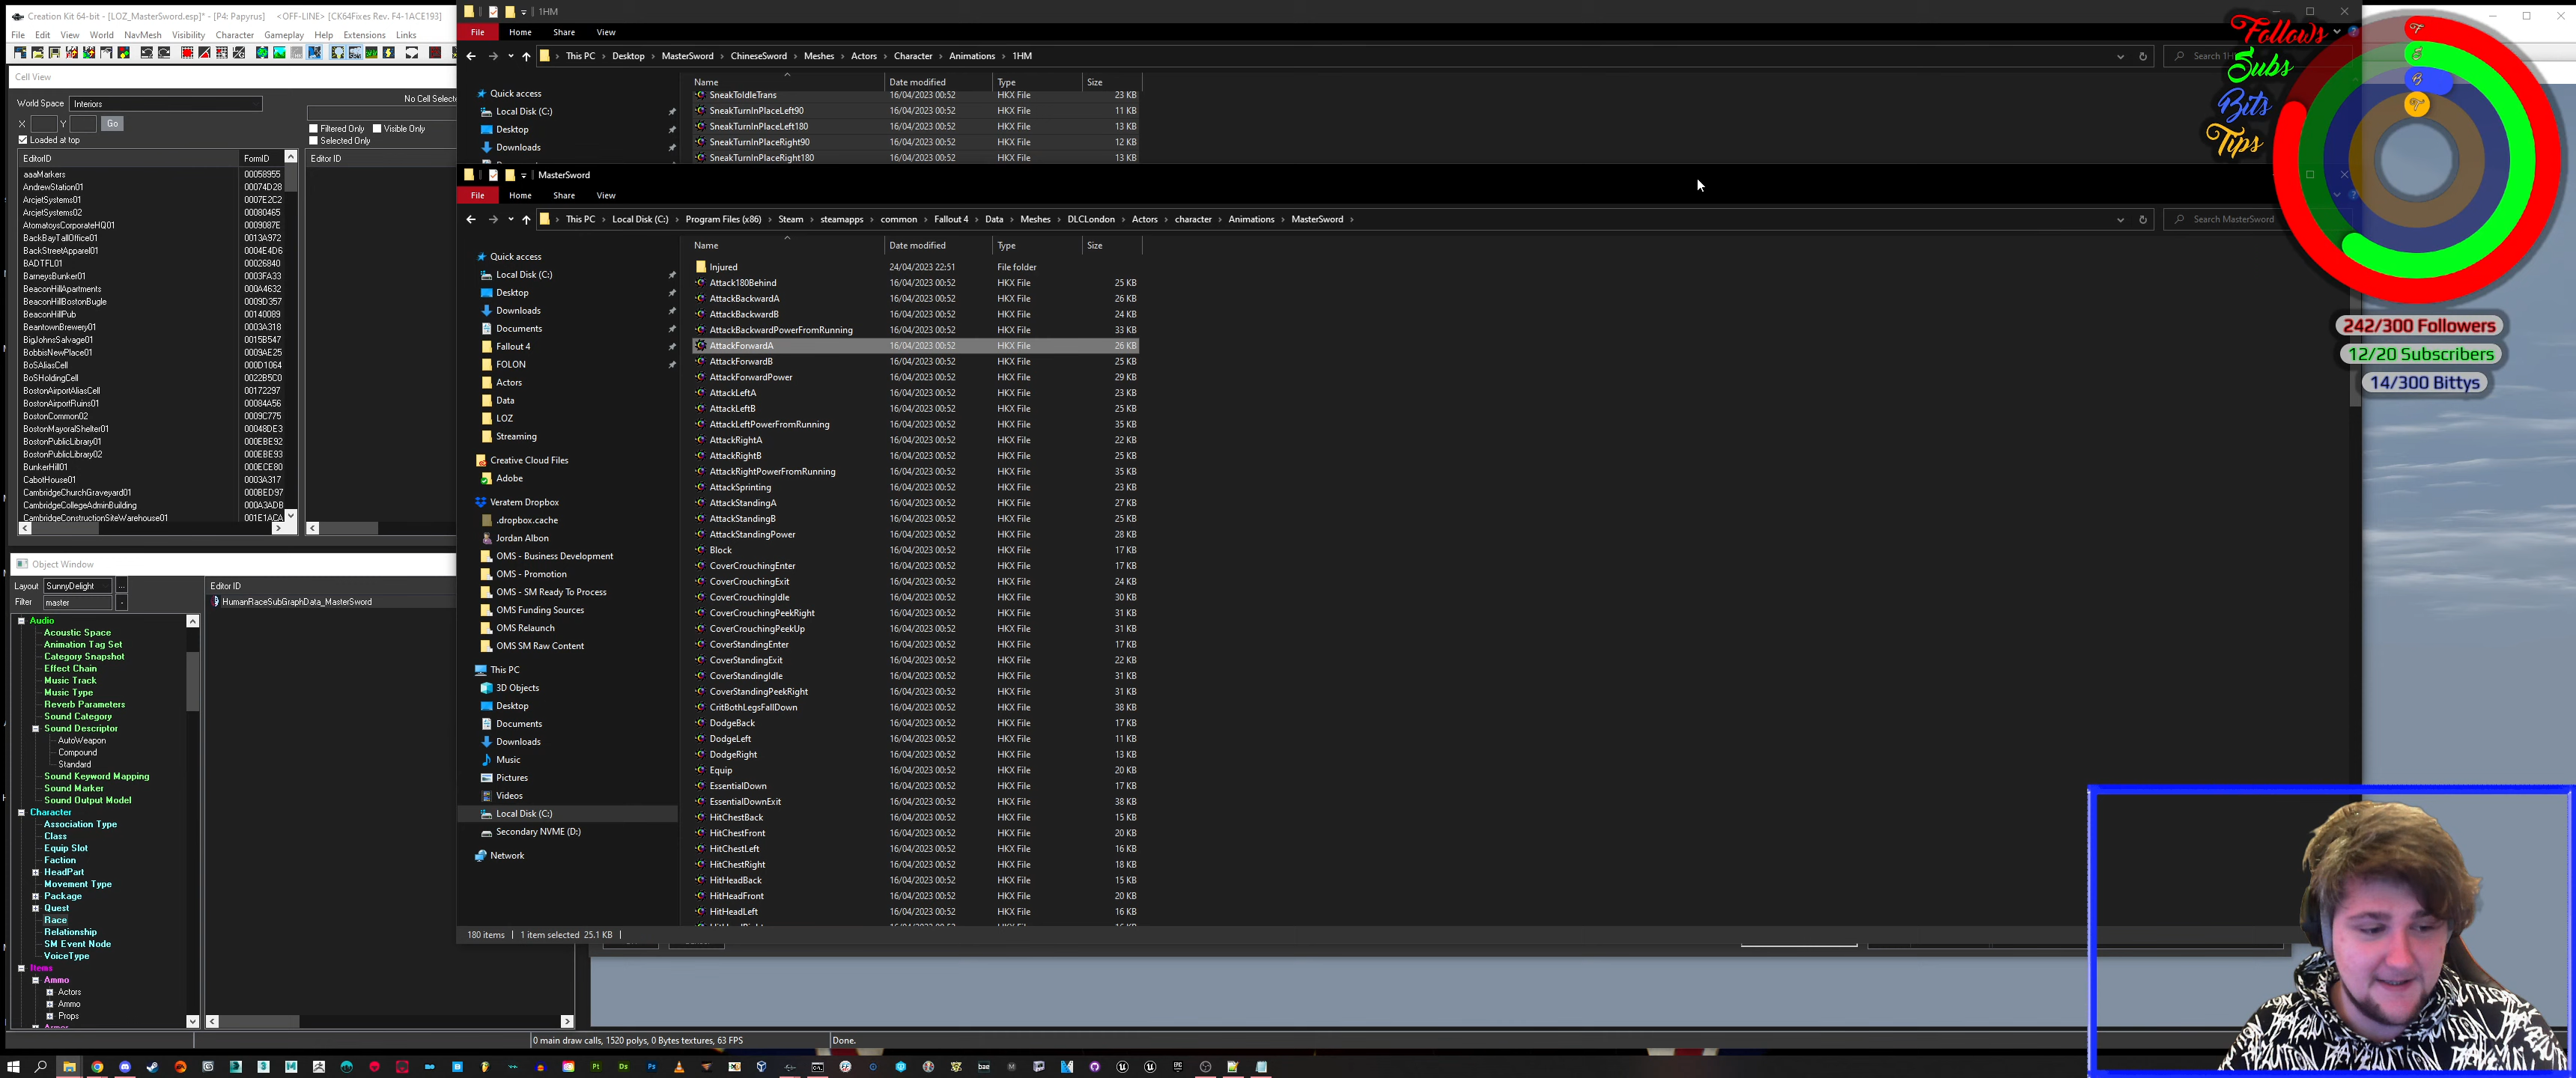 Creation Kit 64-bit - [LOZ_MasterSword.esp]* - [P4: Papyrus] <OFF-LINE> [CK64Fixes Rev. F4-1ACE193]
File Edit View World NavMesh Visibility Character Gameplay Help Extensions Links
Cell View
World Space Interiors
No Cell Selecte
X Y Go
Filtered Only Visible Only
Loaded at top
Selected Only
EditorID FormID
Editor ID
aaaMarkers 00058955
AndrewStation01 00074D28
ArcjetSystems01 0007E2C2
ArcjetSystems02 00080465
AtomatoysCorporateHQ01 0009087E
BackBayTallOffice01 0013A972
BackStreetApparel01 0004E4D6
BADTFL01 00026840
BarneysBunker01 0003FA33
BeaconHillApartments 000A4632
BeaconHillBostonBugle 0009D357
BeaconHillPub 00140089
BeantownBrewery01 0003A318
BigJohnsSalvage01 0015B547
BobbisNewPlace01 0009AE25
BoSAliasCell 000D1064
BoSHoldingCell 0022B5C0
BostonAirportAliasCell 00172297
BostonAirportRuins01 00084A56
BostonCommon02 0009C775
BostonMayoralShelter01 00048DE3
BostonPublicLibrary01 000EBE92
BostonPublicLibrary02 000EBE93
BunkerHill01 000ECE80
CabotHouse01 0003A317
CambridgeChurchGraveyard01 000BED97
CambridgeCollegeAdminBuilding 000A3ADB
CambridgeConstructionSiteWarehouse01 001E1ACA
Object Window
Layout SunnyDelight ...
Filter master
Editor ID
HumanRaceSubGraphData_MasterSword
Audio
Acoustic Space
Animation Tag Set
Category Snapshot
Effect Chain
Music Track
Music Type
Reverb Parameters
Sound Category
Sound Descriptor
AutoWeapon
Compound
Standard
Sound Keyword Mapping
Sound Marker
Sound Output Model
Character
Association Type
Class
Equip Slot
Faction
HeadPart
Movement Type
Package
Quest
Race
Relationship
SM Event Node
VoiceType
Items
Ammo
Actors
Ammo
Props
1HM
File Home Share View
This PC Desktop MasterSword ChineseSword Meshes Actors Character Animations 1HM
Name Date modified Type Size
Quick access
Local Disk (C:)
Desktop
Downloads
SneakToIdleTrans 16/04/2023 00:52 HKX File 23 KB
SneakTurnInPlaceLeft90 16/04/2023 00:52 HKX File 11 KB
SneakTurnInPlaceLeft180 16/04/2023 00:52 HKX File 13 KB
SneakTurnInPlaceRight90 16/04/2023 00:52 HKX File 12 KB
SneakTurnInPlaceRight180 16/04/2023 00:52 HKX File 13 KB
MasterSword
File Home Share View
This PC Local Disk (C:) Program Files (x86) Steam steamapps common Fallout 4 Data Meshes DLCLondon Actors character Animations MasterSword
Search MasterSword
Quick access
Local Disk (C:)
Desktop
Downloads
Documents
Fallout 4
FOLON
Actors
Data
LOZ
Streaming
Creative Cloud Files
Adobe
Veratem Dropbox
.dropbox.cache
Jordan Albon
OMS - Business Development
OMS - Promotion
OMS - SM Ready To Process
OMS Funding Sources
OMS Relaunch
OMS SM Raw Content
This PC
3D Objects
Desktop
Documents
Downloads
Music
Pictures
Videos
Local Disk (C:)
Secondary NVME (D:)
Network
Name Date modified Type Size
Injured 24/04/2023 22:51 File folder
Attack180Behind 16/04/2023 00:52 HKX File 25 KB
AttackBackwardA 16/04/2023 00:52 HKX File 26 KB
AttackBackwardB 16/04/2023 00:52 HKX File 24 KB
AttackBackwardPowerFromRunning 16/04/2023 00:52 HKX File 33 KB
AttackForwardA 16/04/2023 00:52 HKX File 26 KB
AttackForwardB 16/04/2023 00:52 HKX File 25 KB
AttackForwardPower 16/04/2023 00:52 HKX File 29 KB
AttackLeftA 16/04/2023 00:52 HKX File 23 KB
AttackLeftB 16/04/2023 00:52 HKX File 25 KB
AttackLeftPowerFromRunning 16/04/2023 00:52 HKX File 35 KB
AttackRightA 16/04/2023 00:52 HKX File 22 KB
AttackRightB 16/04/2023 00:52 HKX File 25 KB
AttackRightPowerFromRunning 16/04/2023 00:52 HKX File 35 KB
AttackSprinting 16/04/2023 00:52 HKX File 23 KB
AttackStandingA 16/04/2023 00:52 HKX File 27 KB
AttackStandingB 16/04/2023 00:52 HKX File 25 KB
AttackStandingPower 16/04/2023 00:52 HKX File 28 KB
Block 16/04/2023 00:52 HKX File 17 KB
CoverCrouchingEnter 16/04/2023 00:52 HKX File 17 KB
CoverCrouchingExit 16/04/2023 00:52 HKX File 24 KB
CoverCrouchingIdle 16/04/2023 00:52 HKX File 30 KB
CoverCrouchingPeekRight 16/04/2023 00:52 HKX File 31 KB
CoverCrouchingPeekUp 16/04/2023 00:52 HKX File 31 KB
CoverStandingEnter 16/04/2023 00:52 HKX File 17 KB
CoverStandingExit 16/04/2023 00:52 HKX File 22 KB
CoverStandingIdle 16/04/2023 00:52 HKX File 31 KB
CoverStandingPeekRight 16/04/2023 00:52 HKX File 31 KB
CritBothLegsFallDown 16/04/2023 00:52 HKX File 38 KB
DodgeBack 16/04/2023 00:52 HKX File 17 KB
DodgeLeft 16/04/2023 00:52 HKX File 11 KB
DodgeRight 16/04/2023 00:52 HKX File 13 KB
Equip 16/04/2023 00:52 HKX File 20 KB
EssentialDown 16/04/2023 00:52 HKX File 17 KB
EssentialDownExit 16/04/2023 00:52 HKX File 38 KB
HitChestBack 16/04/2023 00:52 HKX File 15 KB
HitChestFront 16/04/2023 00:52 HKX File 20 KB
HitChestLeft 16/04/2023 00:52 HKX File 16 KB
HitChestRight 16/04/2023 00:52 HKX File 18 KB
HitHeadBack 16/04/2023 00:52 HKX File 15 KB
HitHeadFront 16/04/2023 00:52 HKX File 20 KB
HitHeadLeft 16/04/2023 00:52 HKX File 16 KB
180 items 1 item selected 25.1 KB
0 main draw calls, 1520 polys, 0 Bytes textures, 63 FPS Done.
Follows
Subs
Bits
Tips
242/300 Followers
12/20 Subscribers
14/300 Bittys